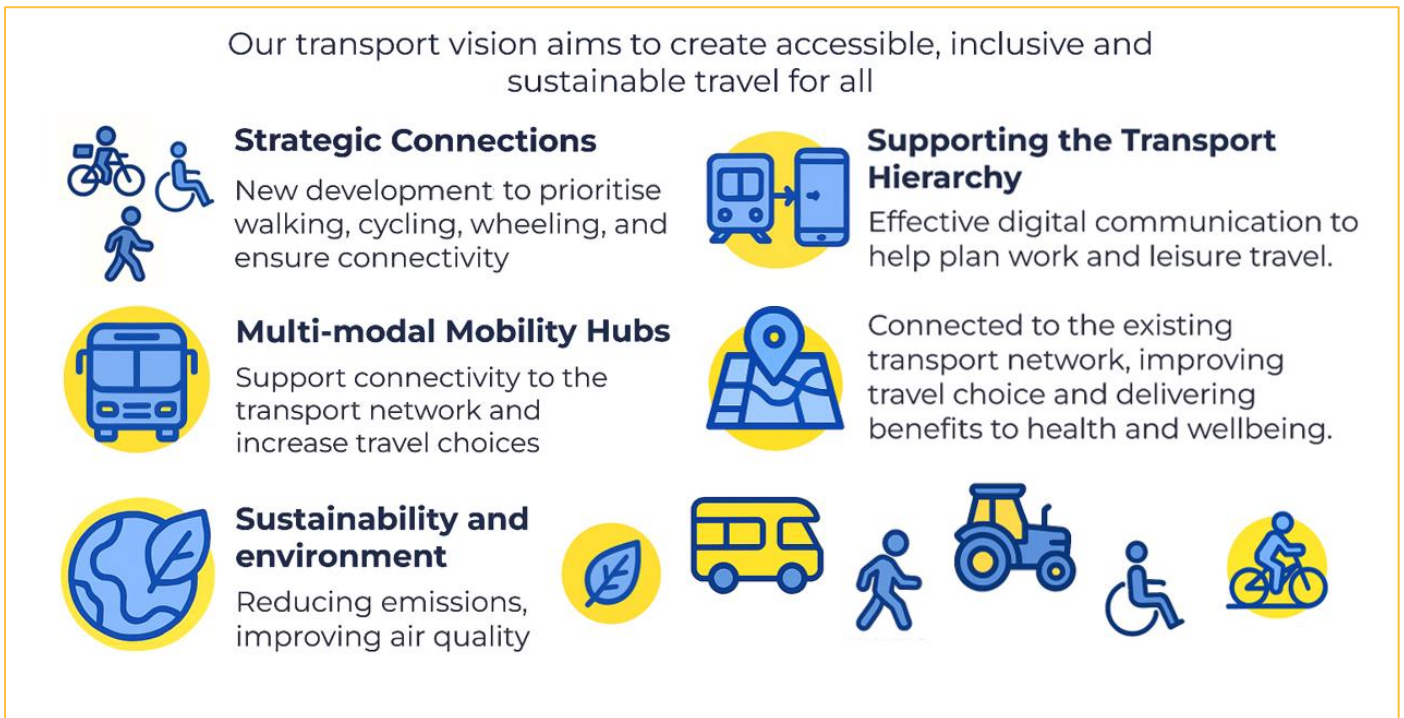 Our transport vision aims to create accessible, inclusive and
sustainable travel for all
Strategic Connections
New development to prioritise
walking, cycling, wheeling, and
ensure connectivity
Supporting the Transport
Hierarchy
Effective digital communication to
help plan work and leisure travel.
Multi-modal Mobility Hubs
Support connectivity to the
transport network and
increase travel choices
Connected to the existing
transport network, improving
travel choice and delivering
benefits to health and wellbeing.
Sustainability and
environment
Reducing emissions,
improving air quality